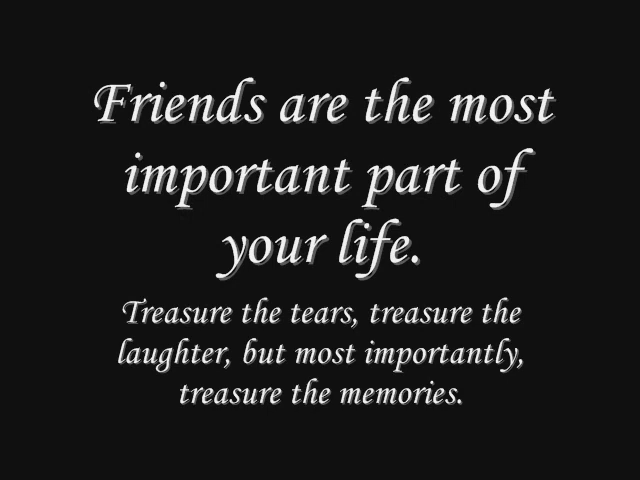 Friends are the most
important part of
your life.
Treasure the tears, treasure the
laughter, but most importantly,
treasure the memories.